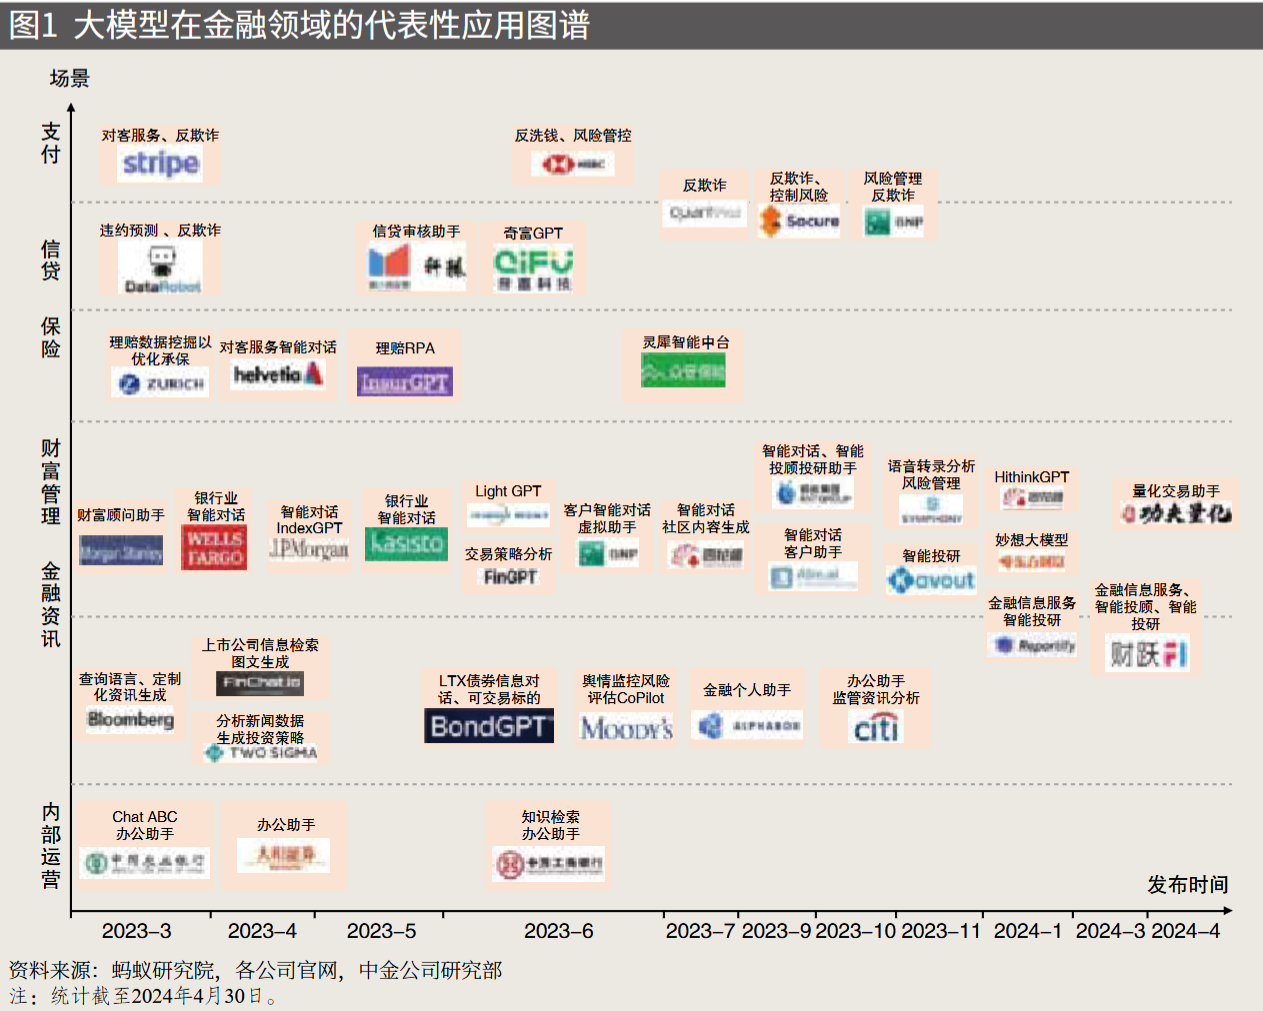 图1 大模型在金融领域的代表性应用图谱
场景
支付
对客服务、反欺诈
stripe
反洗钱、风险管控
HSBC
反欺诈
反欺诈、
控制风险
Socure
风险管理
反欺诈
BNP
信贷
违约预测、反欺诈
DataRobot
信贷审核助手
奇富GPT
QiFU
奇富科技
保险
理赔数据挖掘以
优化承保
ZURICH
对客服务智能对话
helvetia
理赔RPA
InsurGPT
灵犀智能中台
众安保险
财富管理
金融资讯
财富顾问助手
Morgan Stanley
银行业
智能对话
WELLS
FARGO
智能对话
IndexGPT
J.P.Morgan
银行业
智能对话
kasisto
Light GPT
交易策略分析
FinGPT
客户智能对话
虚拟助手
BNP
智能对话
社区内容生成
同花顺
智能对话、智能
投顾投研助手
蚂蚁集团
ANT GROUP
智能对话
客户助手
语音转录分析
风险管理
SYMPHONY
智能投研
Kavout
HithinkGPT
同花顺
妙想大模型
东方财富
金融信息服务
智能投研
Reportify
量化交易助手
功夫量化
金融信息服务、
智能投顾、智能
投研
财跃FI
查询语言、定制
化资讯生成
Bloomberg
上市公司信息检索
图文生成
FinChat.io
分析新闻数据
生成投资策略
TWO SIGMA
LTX债券信息对
话、可交易标的
BondGPT
舆情监控风险
评估CoPilot
MOODY'S
金融个人助手
ALPHABOX
办公助手
监管资讯分析
citi
内部运营
Chat ABC
办公助手
中国农业银行
办公助手
大和証券
知识检索
办公助手
中国工商银行
发布时间
2023–3 2023–4 2023–5 2023–6 2023–7 2023–9 2023–10 2023–11 2024–1 2024–3 2024–4
资料来源：蚂蚁研究院，各公司官网，中金公司研究部
注：统计截至2024年4月30日。